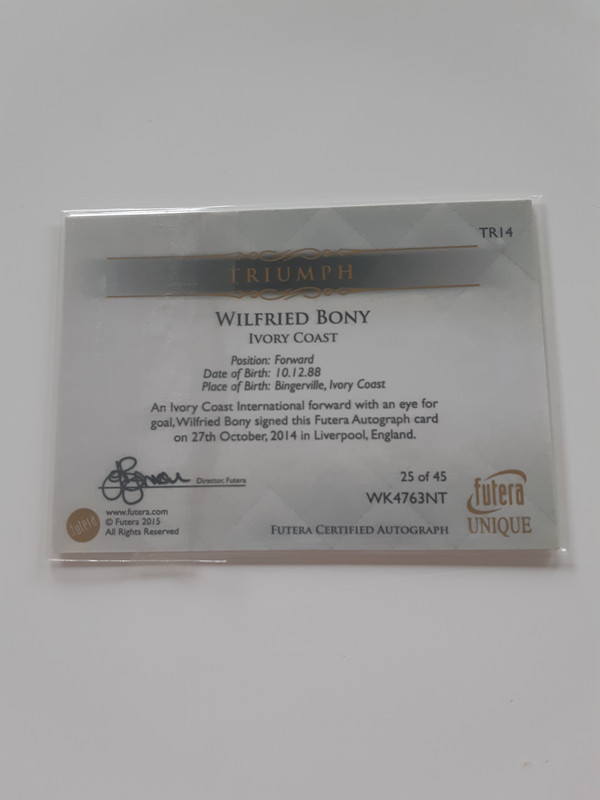 TR14
TRIUMPH
WILFRIED BONY
IVORY COAST
Position: Forward
Date of Birth: 10.12.88
Place of Birth: Bingerville, Ivory Coast
An Ivory Coast International forward with an eye for
goal, Wilfried Bony signed this Futera Autograph card
on 27th October, 2014 in Liverpool, England.
Director, Futera
25 of 45
WK4763NT
futera
UNIQUE
futera
www.futera.com
© Futera 2015
All Rights Reserved
FUTERA CERTIFIED AUTOGRAPH